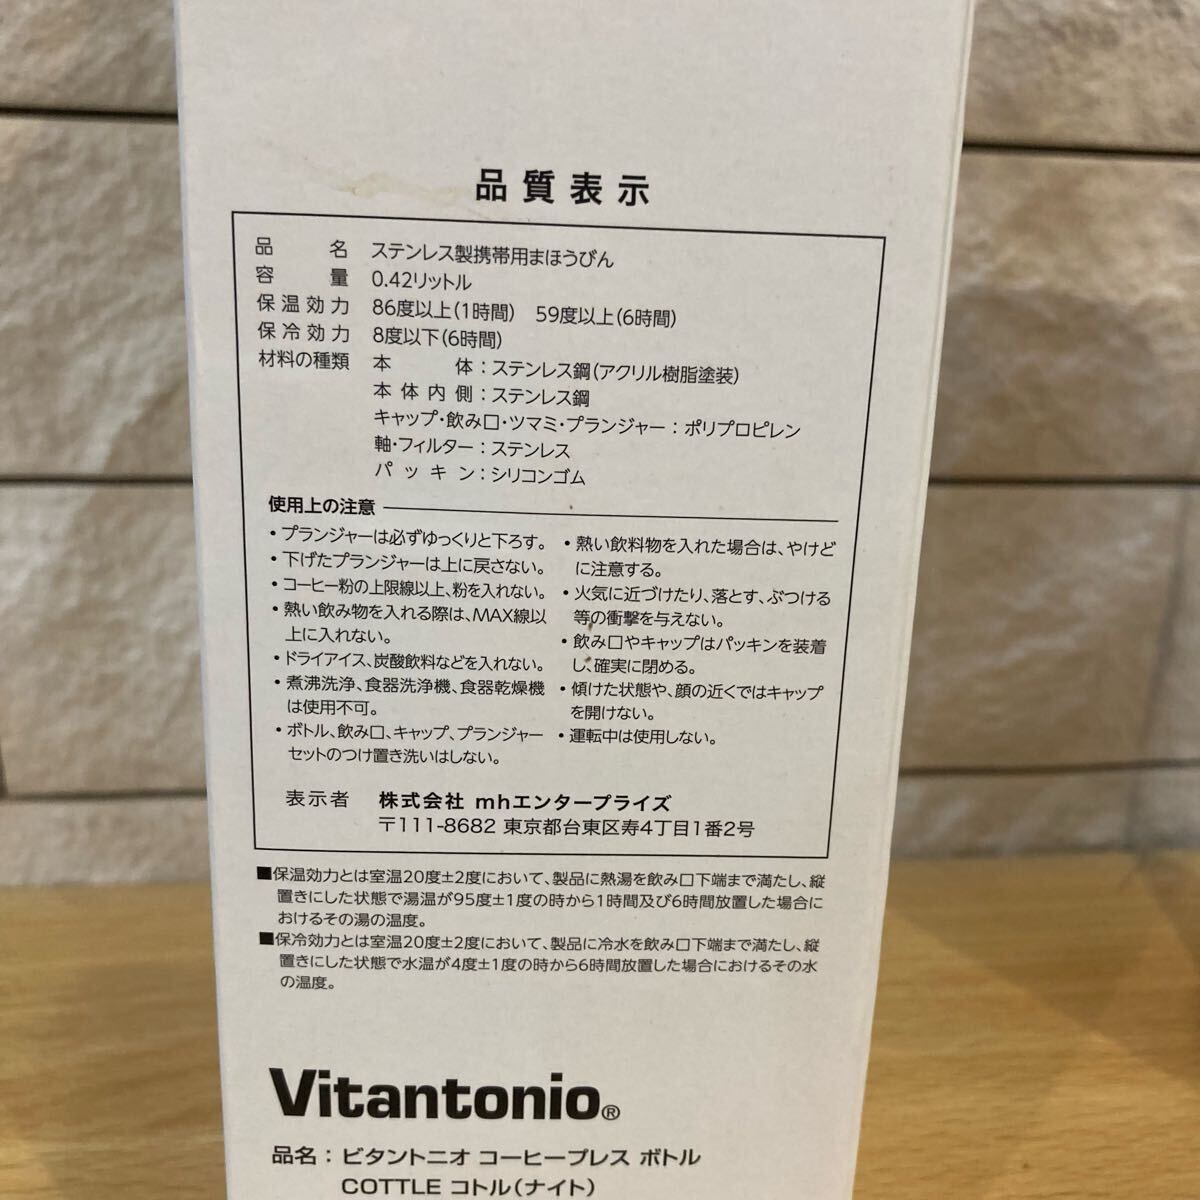 品質表示
品名 ステンレス製携帯用まほうびん
容量 0.42リットル
保温効力 86度以上(1時間) 59度以上(6時間)
保冷効力 8度以下(6時間)
材料の種類 本体：ステンレス鋼(アクリル樹脂塗装)
本体内側：ステンレス鋼
キャップ・飲み口・ツマミ・プランジャー：ポリプロピレン
軸・フィルター：ステンレス
パッキン：シリコンゴム
使用上の注意
・プランジャーは必ずゆっくりと下ろす。
・下げたプランジャーは上に戻さない。
・コーヒー粉の上限線以上、粉を入れない。
・熱い飲み物を入れる際は、MAX線以
上に入れない。
・ドライアイス、炭酸飲料などを入れない。
・煮沸洗浄、食器洗浄機、食器乾燥機
は使用不可。
・ボトル、飲み口、キャップ、プランジャー
セットのつけ置き洗いはしない。
・熱い飲料物を入れた場合は、やけど
に注意する。
・火気に近づけたり、落とす、ぶつける
等の衝撃を与えない。
・飲み口やキャップはパッキンを装着
し、確実に閉める。
・傾けた状態や、顔の近くではキャップ
を開けない。
・運転中は使用しない。
表示者 株式会社 mhエンタープライズ
〒111-8682 東京都台東区寿4丁目1番2号
■保温効力とは室温20度±2度において、製品に熱湯を飲み口下端まで満たし、縦
置きにした状態で湯温が95度±1度の時から1時間及び6時間放置した場合に
おけるその湯の温度。
■保冷効力とは室温20度±2度において、製品に冷水を飲み口下端まで満たし、縦
置きにした状態で水温が4度±1度の時から6時間放置した場合におけるその水
の温度。
Vitantonio®
品名：ビタントニオ コーヒープレス ボトル
COTTLE コトル(ナイト)